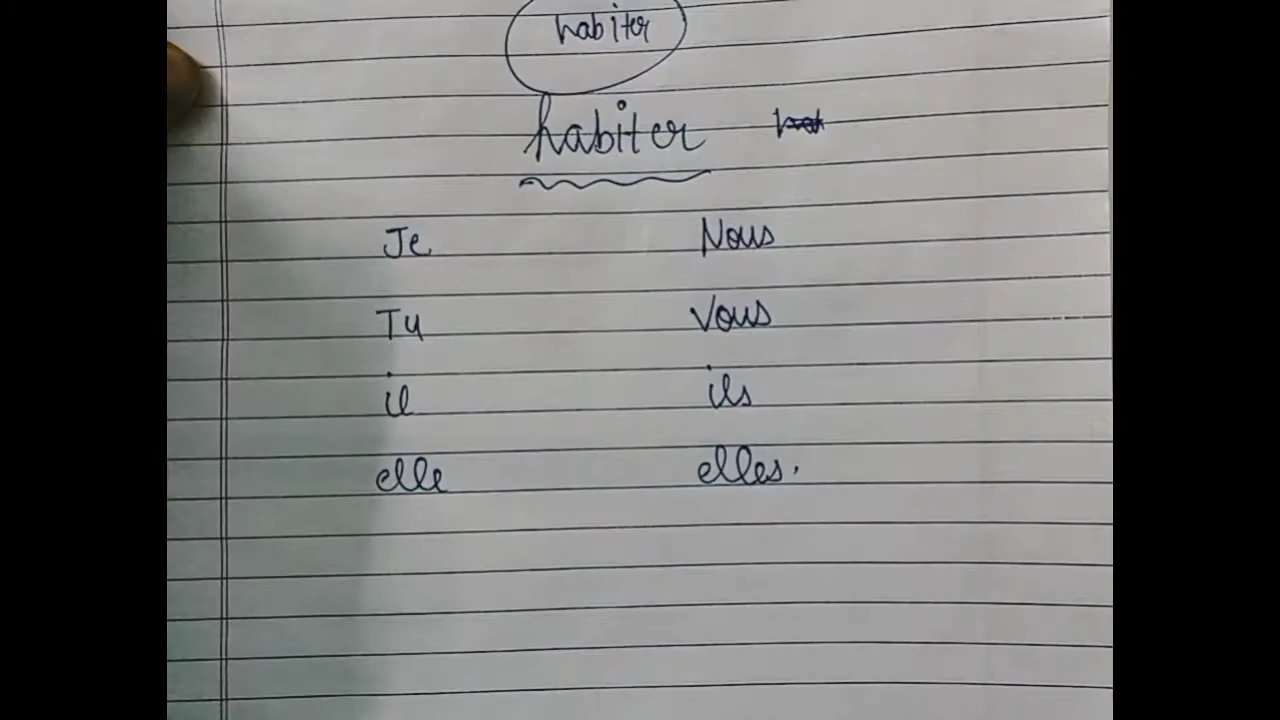 habiter
habiter
Je Nous
Tu Vous
il ils
elle elles.